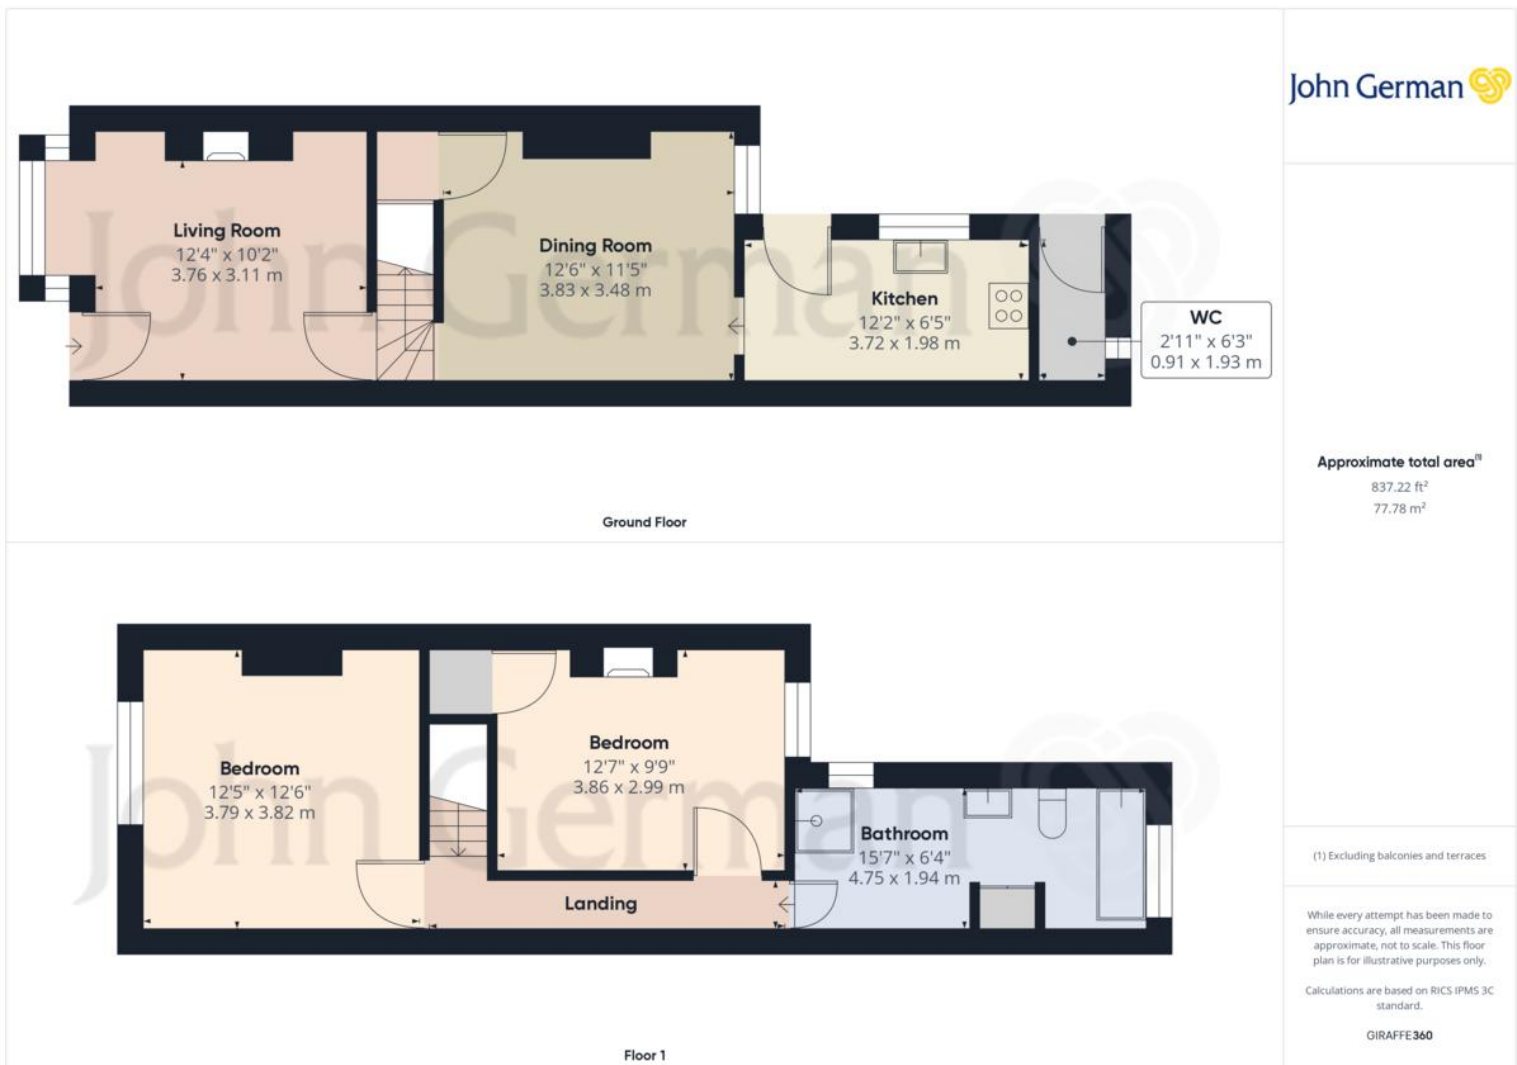 John German
Living Room
12'4" x 10'2"
3.76 x 3.11 m
Dining Room
12'6" x 11'5"
3.83 x 3.48 m
Kitchen
12'2" x 6'5"
3.72 x 1.98 m
WC
2'11" x 6'3"
0.91 x 1.93 m
John German
Ground Floor
Bedroom
12'5" x 12'6"
3.79 x 3.82 m
Bedroom
12'7" x 9'9"
3.86 x 2.99 m
Bathroom
15'7" x 6'4"
4.75 x 1.94 m
Landing
John German
Floor 1
Approximate total area(1)
837.22 ft²
77.78 m²
(1) Excluding balconies and terraces
While every attempt has been made to
ensure accuracy, all measurements are
approximate, not to scale. This floor
plan is for illustrative purposes only.
Calculations are based on RICS IPMS 3C
standard.
GIRAFFE360